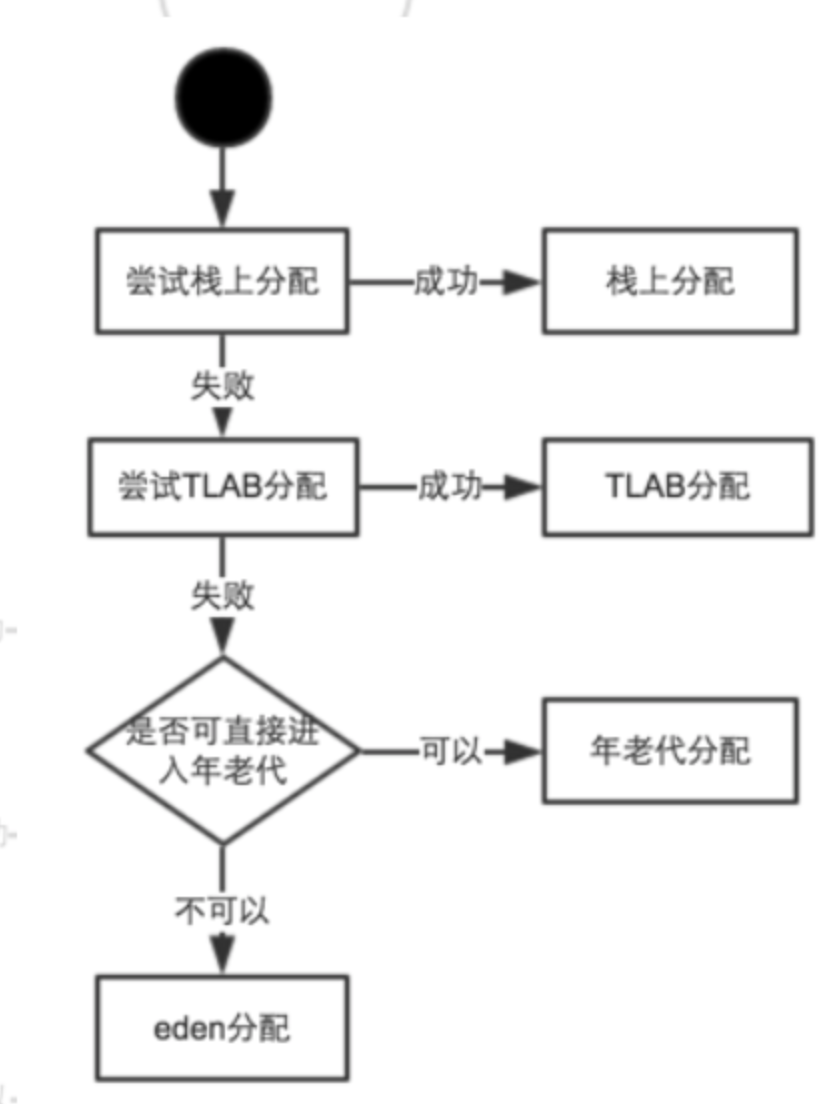 尝试栈上分配
成功
栈上分配
失败
尝试TLAB分配
成功
TLAB分配
失败
是否可直接进
入年老代
可以
年老代分配
不可以
eden分配